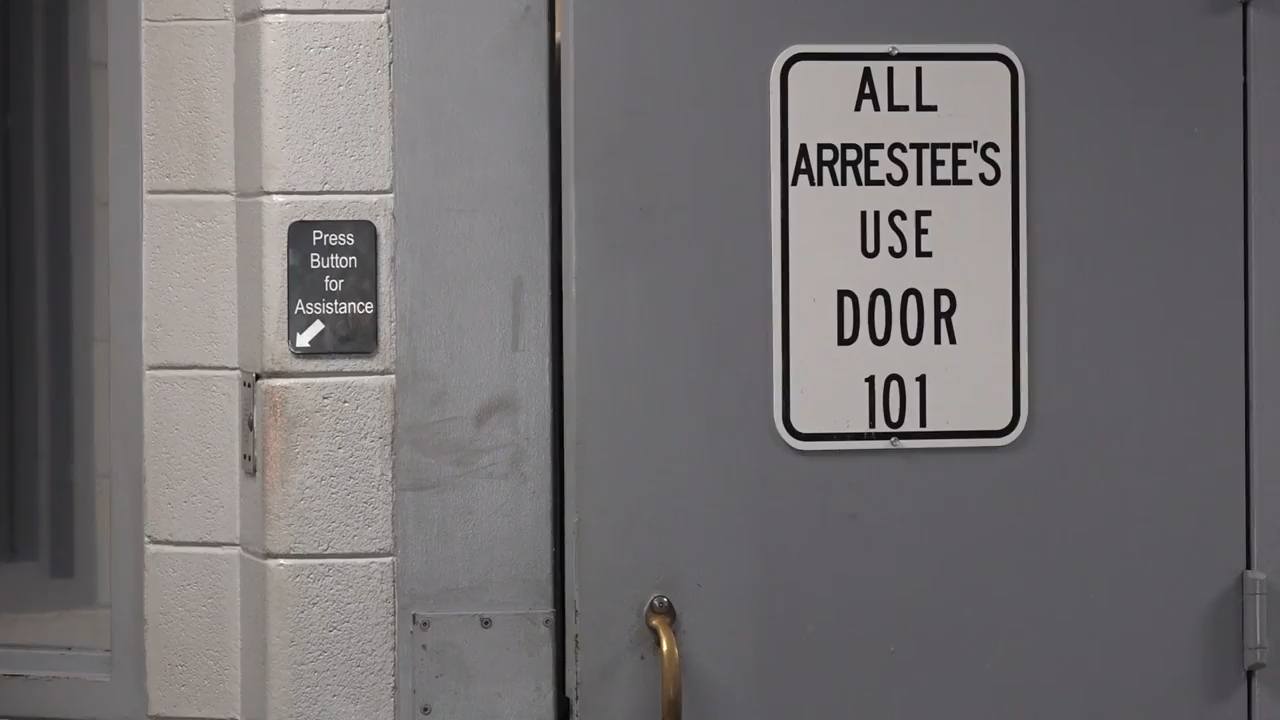 Press
Button
for
Assistance
ALL
ARRESTEE'S
USE
DOOR
101